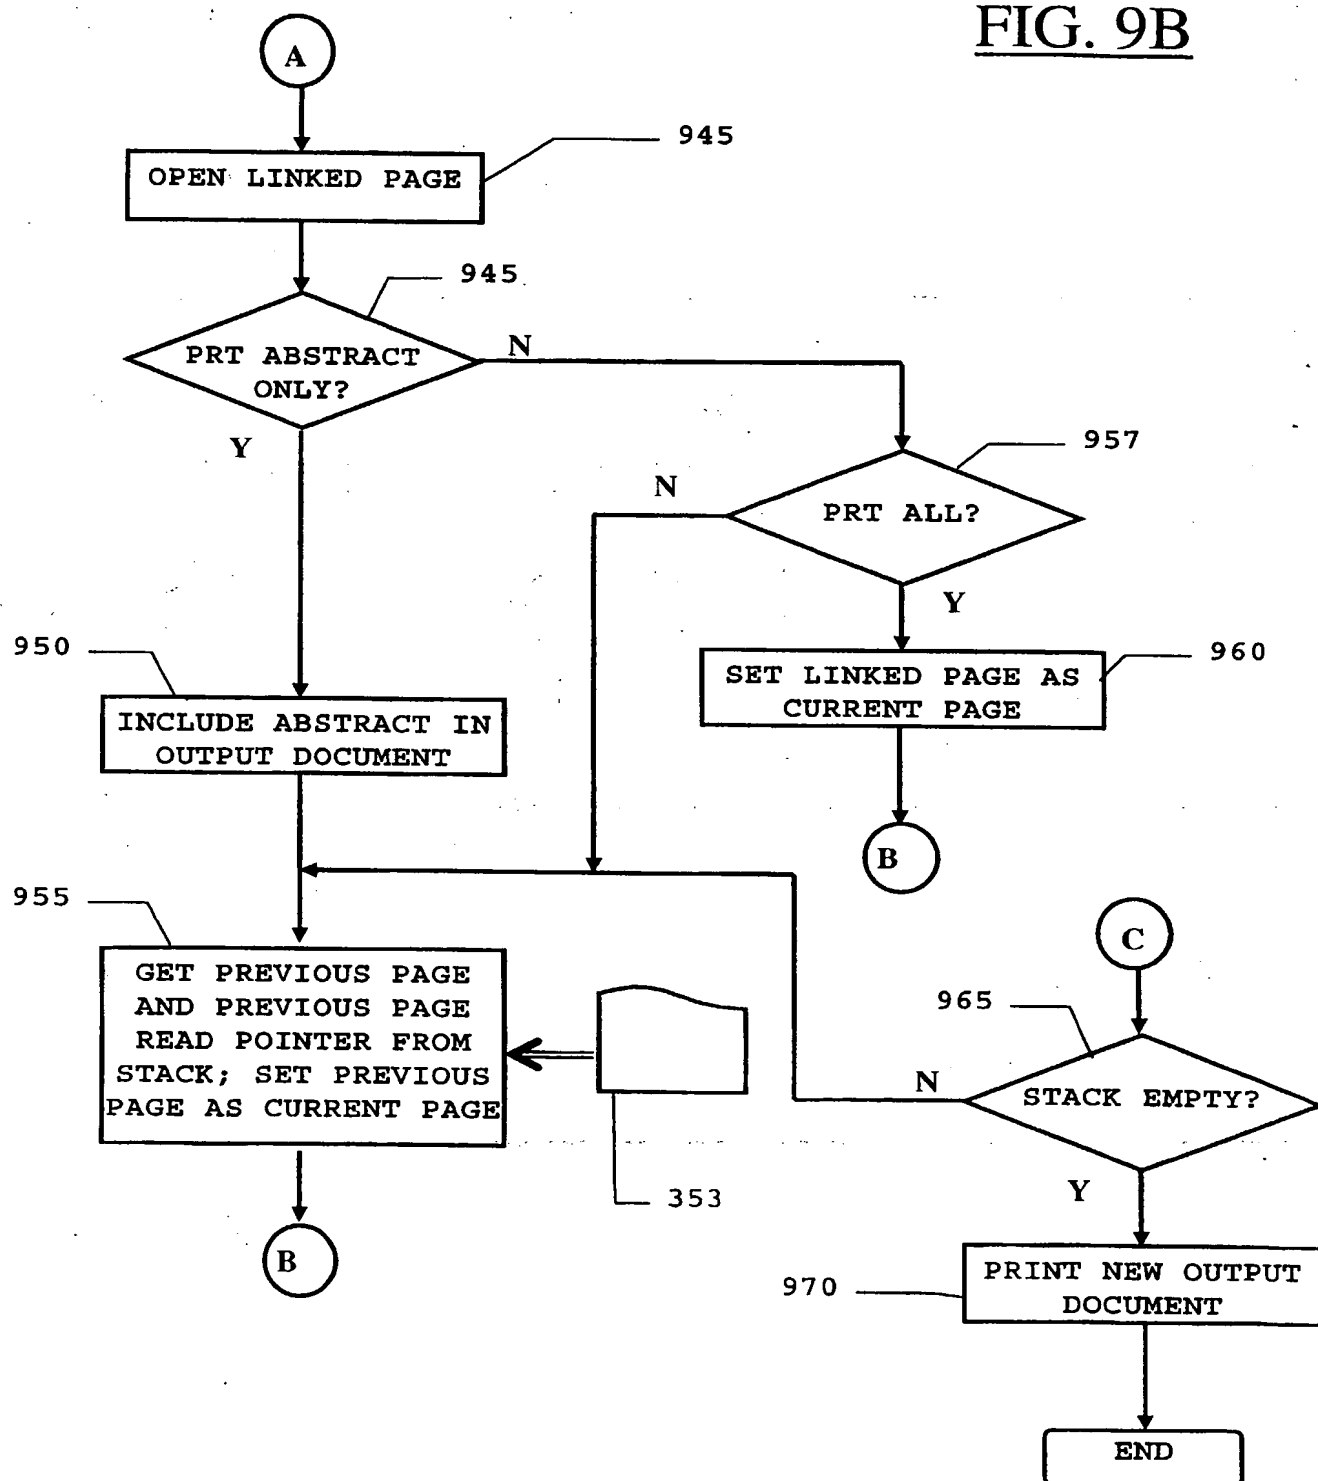 FIG. 9B
A
945
OPEN LINKED PAGE
945
PRT ABSTRACT
ONLY?
N
Y
957
PRT ALL?
N
Y
950
INCLUDE ABSTRACT IN
OUTPUT DOCUMENT
960
SET LINKED PAGE AS
CURRENT PAGE
B
955
GET PREVIOUS PAGE
AND PREVIOUS PAGE
READ POINTER FROM
STACK; SET PREVIOUS
PAGE AS CURRENT PAGE
353
B
C
965
STACK EMPTY?
N
Y
970
PRINT NEW OUTPUT
DOCUMENT
END